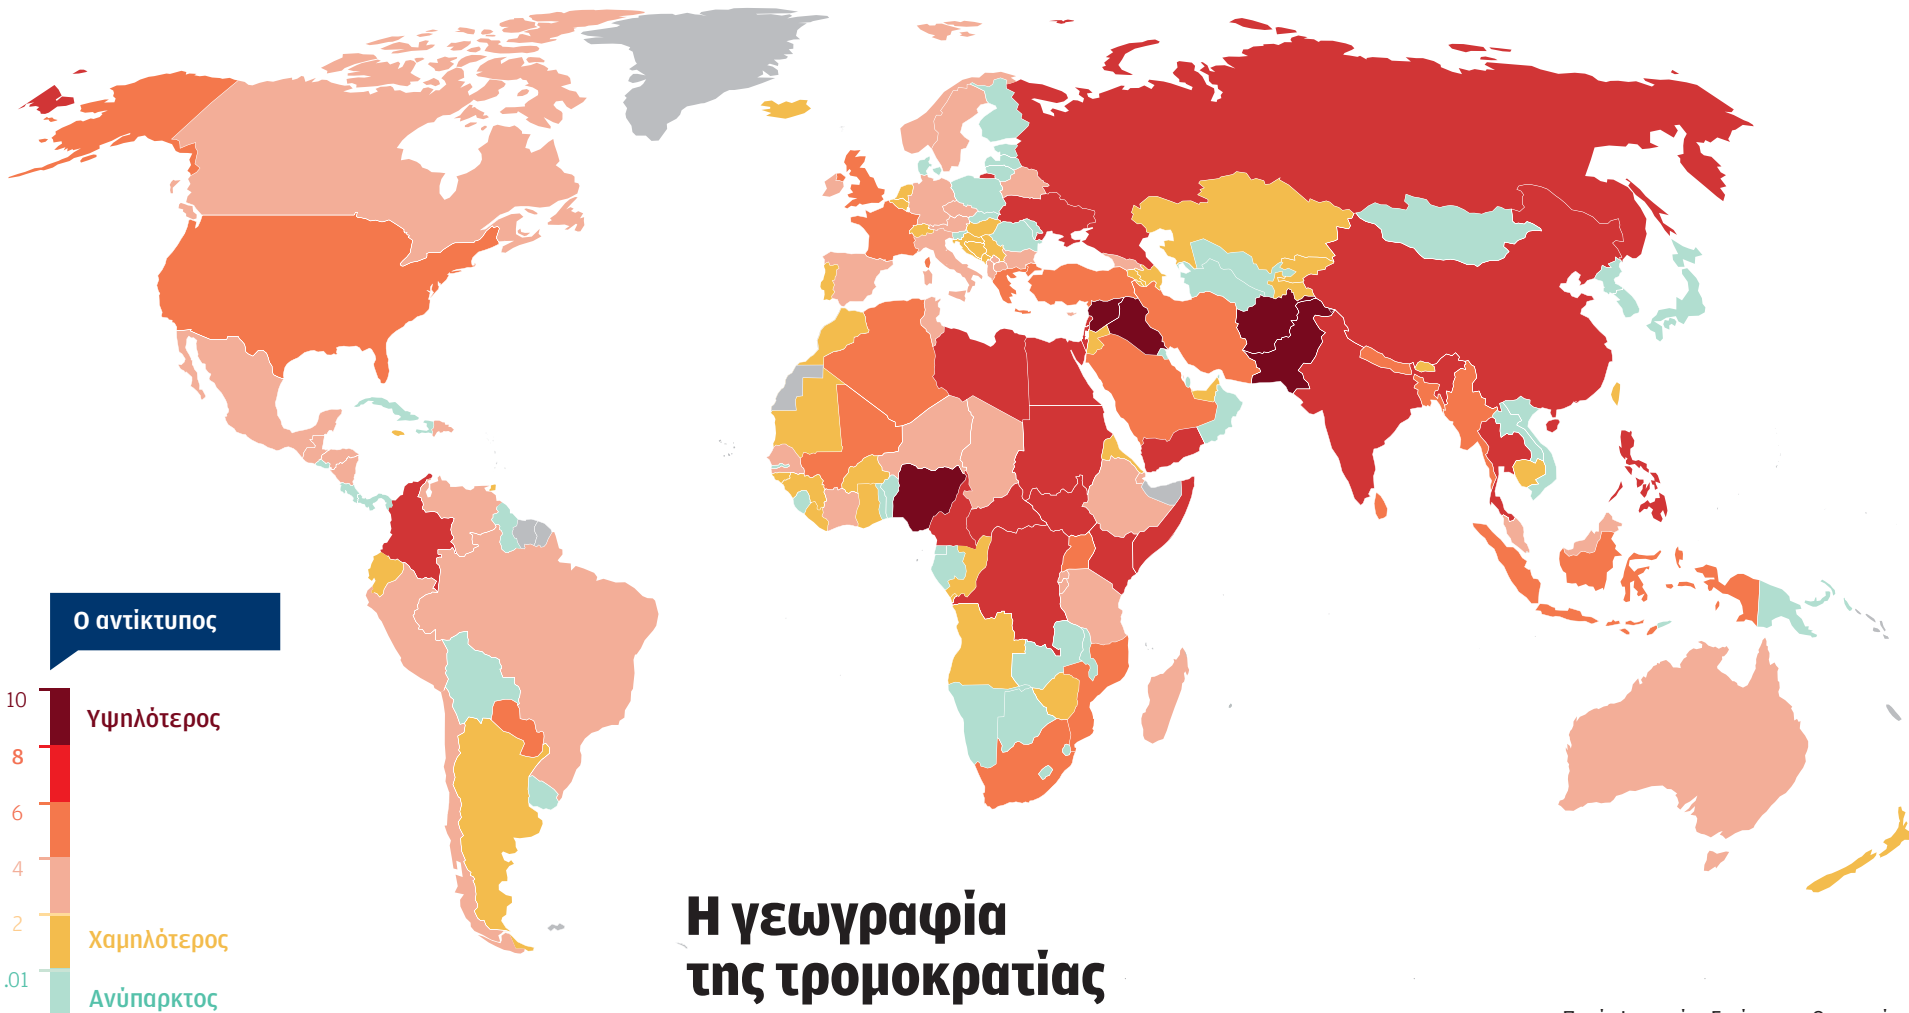 Ο αντίκτυπος
10
Υψηλότερος
8
6
4
2
Χαμηλότερος
.01
Ανύπαρκτος
Η γεωγραφία
της τρομοκρατίας